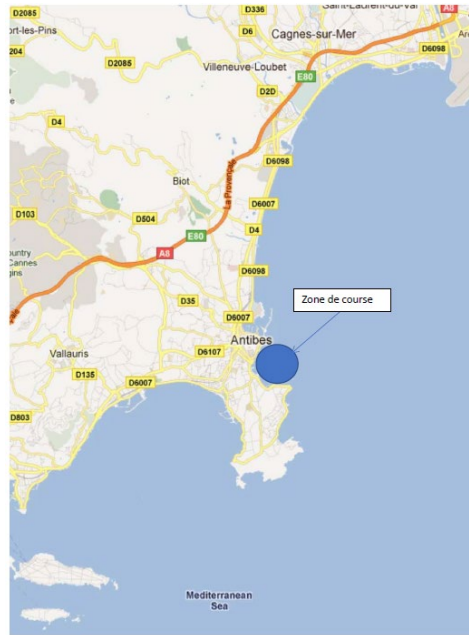 D2085
D336
Saint-Laurent-du-Var
A8
ort-les-Pins
D6
Cagnes-sur-Mer
204
D2085
D6098
Villeneuve-Loubet
E80
D2D
D4
La Provençale
D6098
Biot
D103
D504
E80
D6007
D4
ountry
Cannes
gins
A8
D6098
D35
Zone de course
D6007
Antibes
Vallauris
D6107
D135
D6007
D803
Mediterranean
Sea